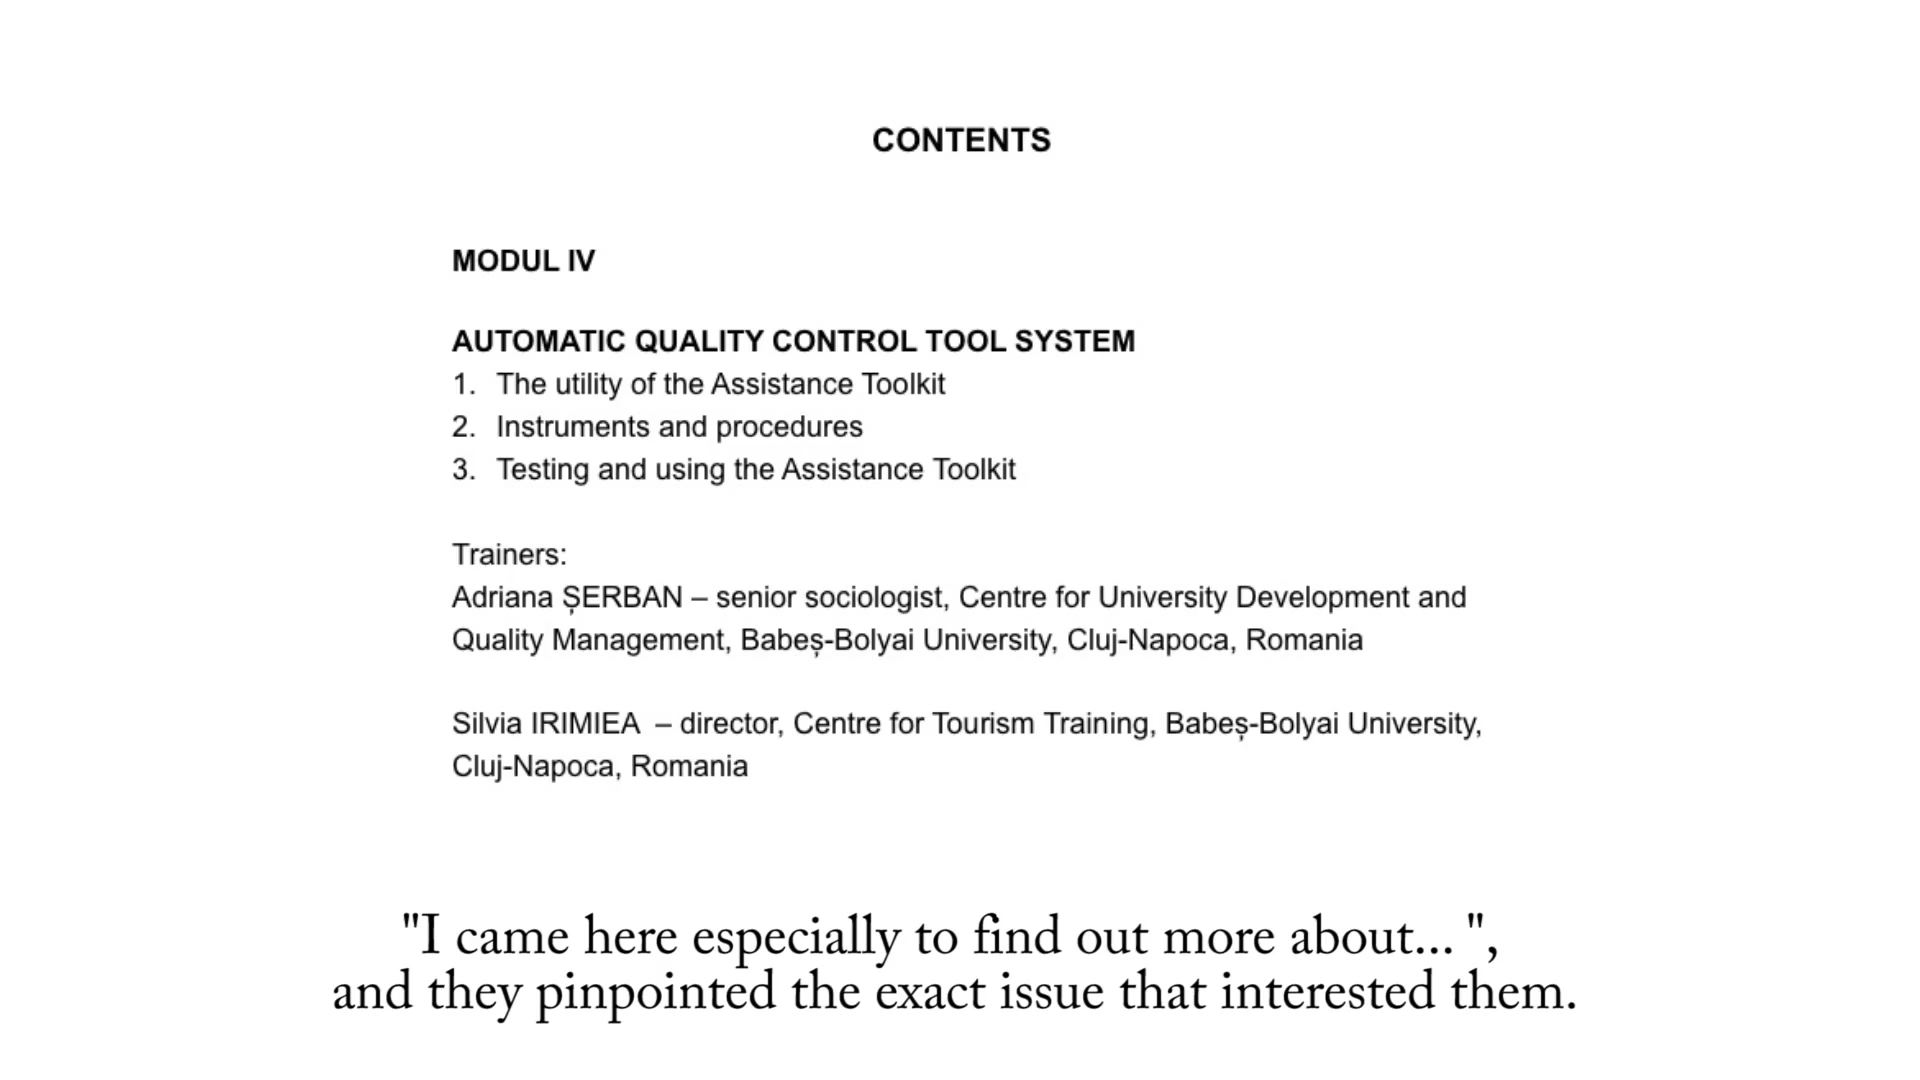 CONTENTS
MODUL IV
AUTOMATIC QUALITY CONTROL TOOL SYSTEM
1. The utility of the Assistance Toolkit
2. Instruments and procedures
3. Testing and using the Assistance Toolkit
Trainers:
Adriana ȘERBAN – senior sociologist, Centre for University Development and
Quality Management, Babeș-Bolyai University, Cluj-Napoca, Romania
Silvia IRIMIEA – director, Centre for Tourism Training, Babeș-Bolyai University,
Cluj-Napoca, Romania
"I came here especially to find out more about... ",
and they pinpointed the exact issue that interested them.